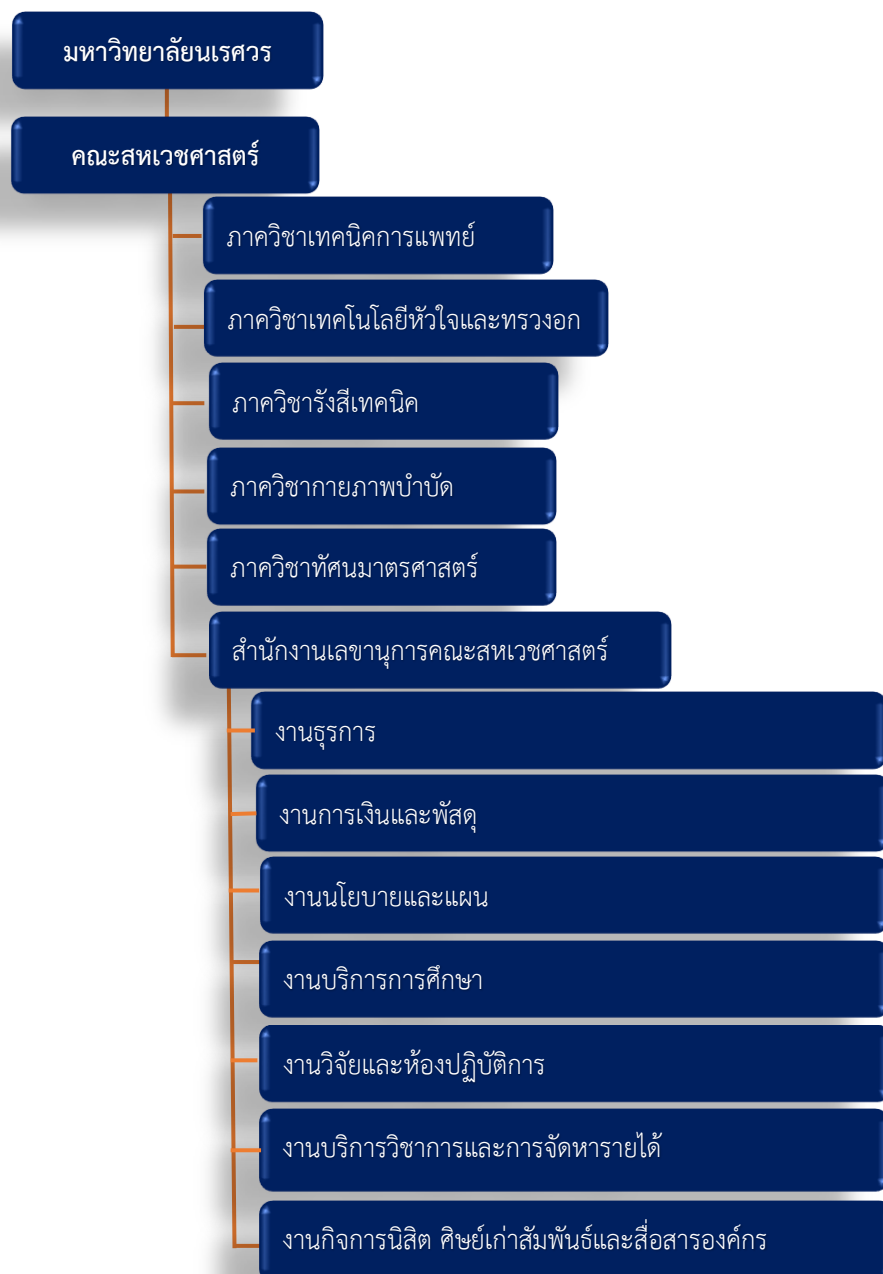 มหาวิทยาลัยนเรศวร
คณะสหเวชศาสตร์
ภาควิชาเทคนิคการแพทย์
ภาควิชาเทคโนโลยีหัวใจและทรวงอก
ภาควิชารังสีเทคนิค
ภาควิชากายภาพบำบัด
ภาควิชาทัศนมาตรศาสตร์
สำนักงานเลขานุการคณะสหเวชศาสตร์
งานธุรการ
งานการเงินและพัสดุ
งานนโยบายและแผน
งานบริการการศึกษา
งานวิจัยและห้องปฏิบัติการ
งานบริการวิชาการและการจัดหารายได้
งานกิจการนิสิต ศิษย์เก่าสัมพันธ์และสื่อสารองค์กร